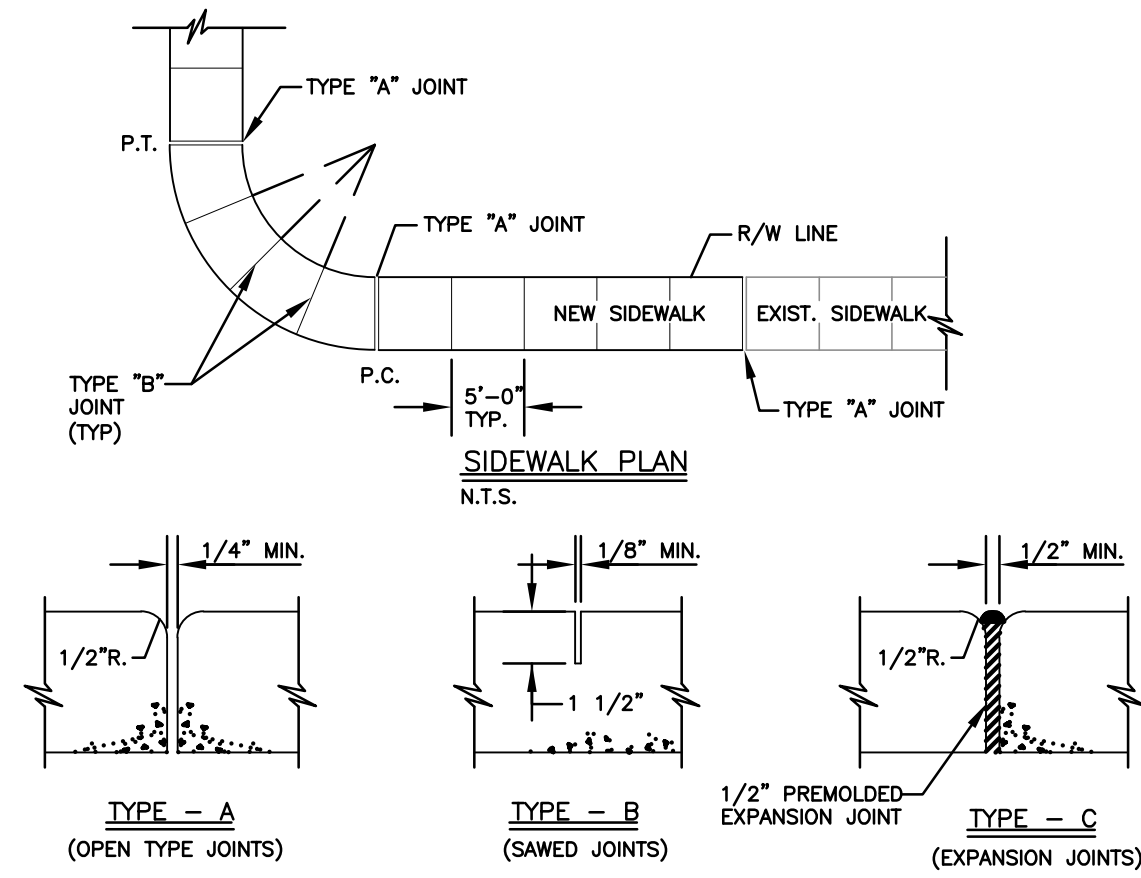 TYPE "A" JOINT
P.T.
TYPE "A" JOINT
R/W LINE
NEW SIDEWALK
EXIST. SIDEWALK
P.C.
TYPE "B"
JOINT
(TYP)
5'-0"
TYP.
TYPE "A" JOINT
SIDEWALK PLAN
N.T.S.
1/4" MIN.
1/2"R.
TYPE - A
(OPEN TYPE JOINTS)
1/8" MIN.
1 1/2"
TYPE - B
(SAWED JOINTS)
1/2" MIN.
1/2"R.
1/2" PREMOLDED
EXPANSION JOINT
TYPE - C
(EXPANSION JOINTS)